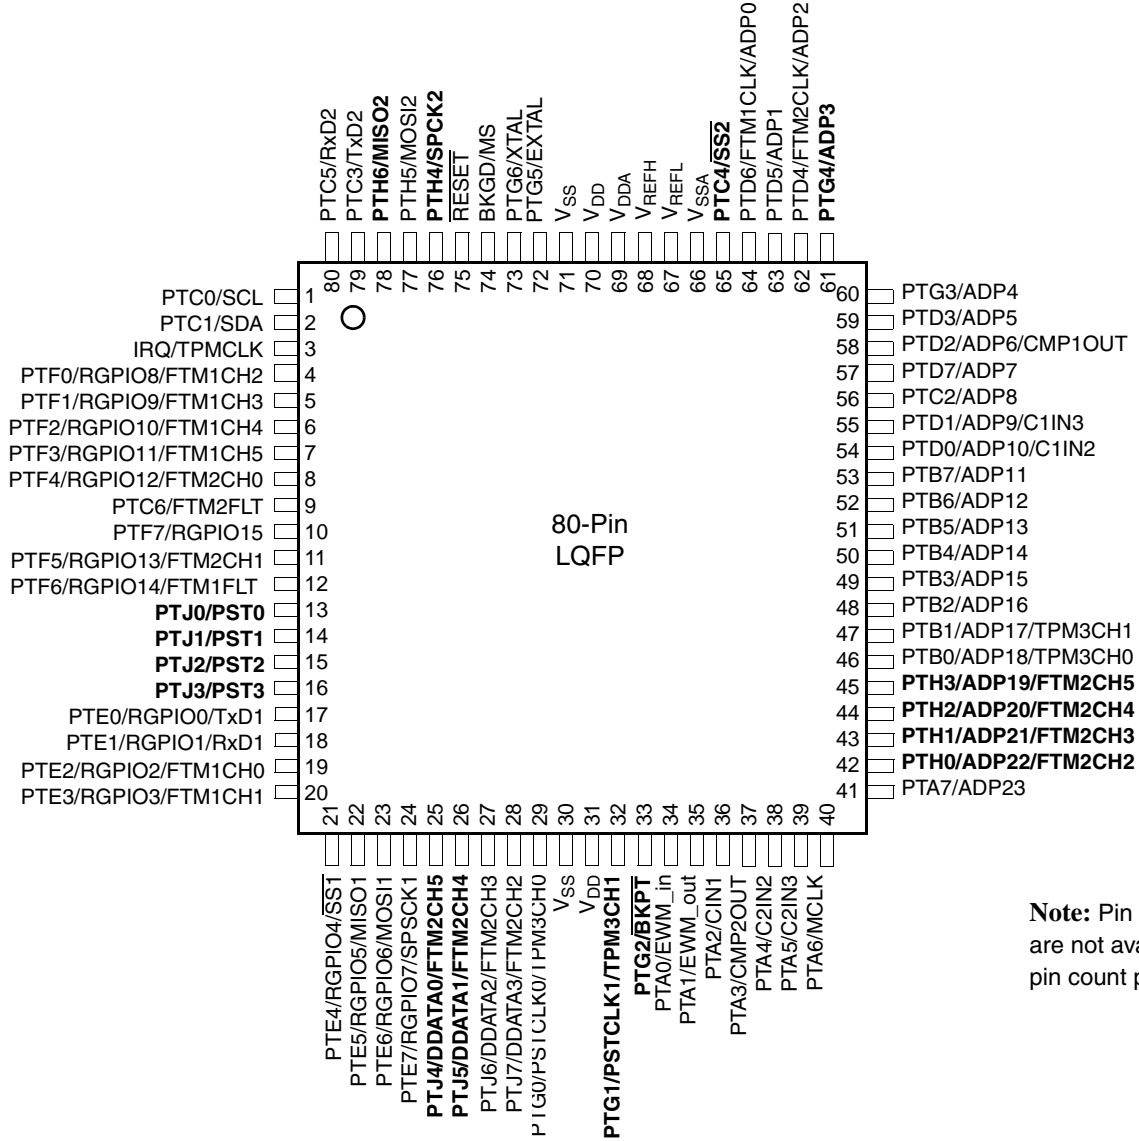 PTC5/RxD2
PTC3/TxD2
PTH6/MISO2
PTH5/MOSI2
PTH4/SPCK2
RESET
BKGD/MS
PTG6/XTAL
PTG5/EXTAL
VSS
VDD
VDDA
VREFH
VREFL
VSSA
PTC4/SS2
PTD6/FTM1CLK/ADP0
PTD5/ADP1
PTD4/FTM2CLK/ADP2
PTG4/ADP3
80 79 78 77 76 75 74 73 72 71 70 69 68 67 66 65 64 63 62 61
PTC0/SCL 1
PTC1/SDA 2
IRQ/TPMCLK 3
PTF0/RGPIO8/FTM1CH2 4
PTF1/RGPIO9/FTM1CH3 5
PTF2/RGPIO10/FTM1CH4 6
PTF3/RGPIO11/FTM1CH5 7
PTF4/RGPIO12/FTM2CH0 8
PTC6/FTM2FLT 9
PTF7/RGPIO15 10
PTF5/RGPIO13/FTM2CH1 11
PTF6/RGPIO14/FTM1FLT 12
PTJ0/PST0 13
PTJ1/PST1 14
PTJ2/PST2 15
PTJ3/PST3 16
PTE0/RGPIO0/TxD1 17
PTE1/RGPIO1/RxD1 18
PTE2/RGPIO2/FTM1CH0 19
PTE3/RGPIO3/FTM1CH1 20
80-Pin
LQFP
60 PTG3/ADP4
59 PTD3/ADP5
58 PTD2/ADP6/CMP1OUT
57 PTD7/ADP7
56 PTC2/ADP8
55 PTD1/ADP9/C1IN3
54 PTD0/ADP10/C1IN2
53 PTB7/ADP11
52 PTB6/ADP12
51 PTB5/ADP13
50 PTB4/ADP14
49 PTB3/ADP15
48 PTB2/ADP16
47 PTB1/ADP17/TPM3CH1
46 PTB0/ADP18/TPM3CH0
45 PTH3/ADP19/FTM2CH5
44 PTH2/ADP20/FTM2CH4
43 PTH1/ADP21/FTM2CH3
42 PTH0/ADP22/FTM2CH2
41 PTA7/ADP23
21 22 23 24 25 26 27 28 29 30 31 32 33 34 35 36 37 38 39 40
PTE4/RGPIO4/SS1
PTE5/RGPIO5/MISO1
PTE6/RGPIO6/MOSI1
PTE7/RGPIO7/SPSCK1
PTJ4/DDATA0/FTM2CH5
PTJ5/DDATA1/FTM2CH4
PTJ6/DDATA2/FTM2CH3
PTJ7/DDATA3/FTM2CH2
PTG0/PSTCLK0/TPM3CH0
VSS
VDD
PTG1/PSTCLK1/TPM3CH1
PTG2/BKPT
PTA0/EWM_in
PTA1/EWM_out
PTA2/CIN1
PTA3/CMP2OUT
PTA4/C2IN2
PTA5/C2IN3
PTA6/MCLK
Note: Pin
are not ava
pin count p